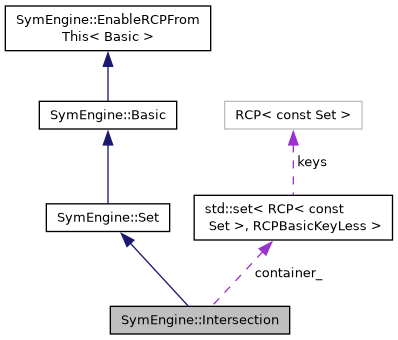 SymEngine::EnableRCPFrom
This< Basic >
SymEngine::Basic
RCP< const Set >
keys
SymEngine::Set
std::set< RCP< const
Set >, RCPBasicKeyLess >
container_
SymEngine::Intersection